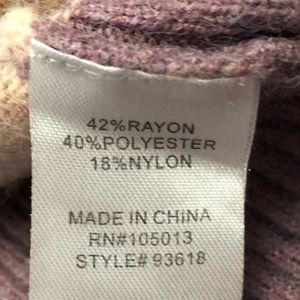 42%RAYON
40%POLYESTER
18%NYLON
MADE IN CHINA
RN#105013
STYLE# 93618